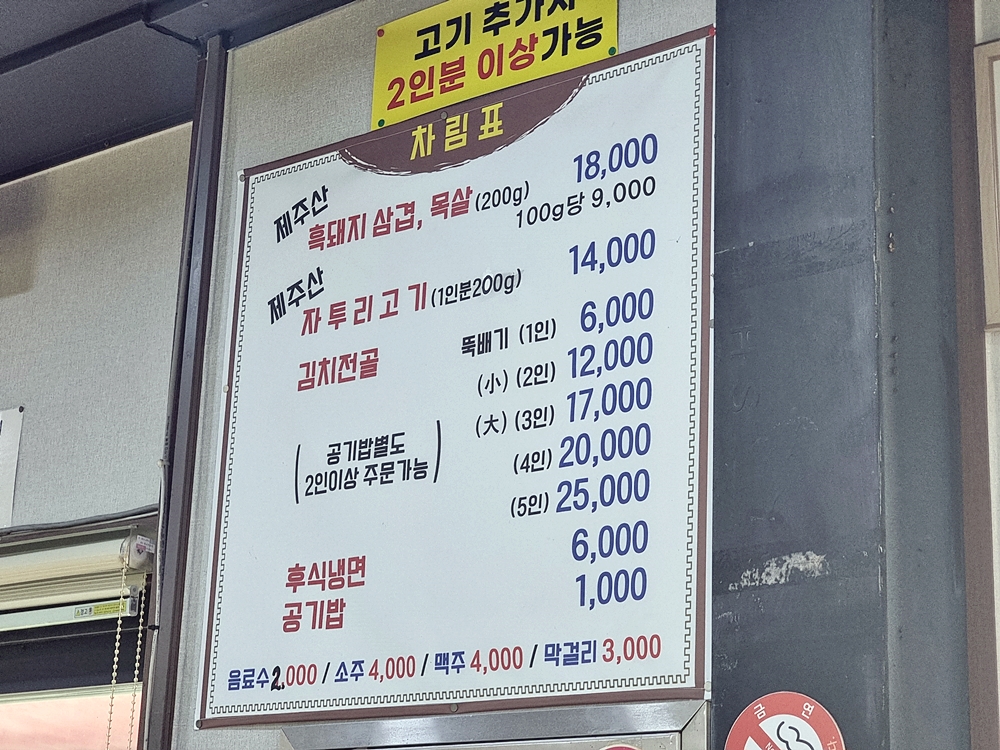 고기 추가시
2인분 이상가능
차림표
제주산
흑돼지 삼겹, 목살(200g) 18,000
100g당 9,000
제주산
자투리고기(1인분200g) 14,000
김치전골 뚝배기 (1인) 6,000
(小) (2인) 12,000
(大) (3인) 17,000
(공기밥별도
2인이상 주문가능)
(4인) 20,000
(5인) 25,000
후식냉면 6,000
공기밥 1,000
음료수2,000 / 소주 4,000 / 맥주 4,000 / 막걸리 3,000
금연